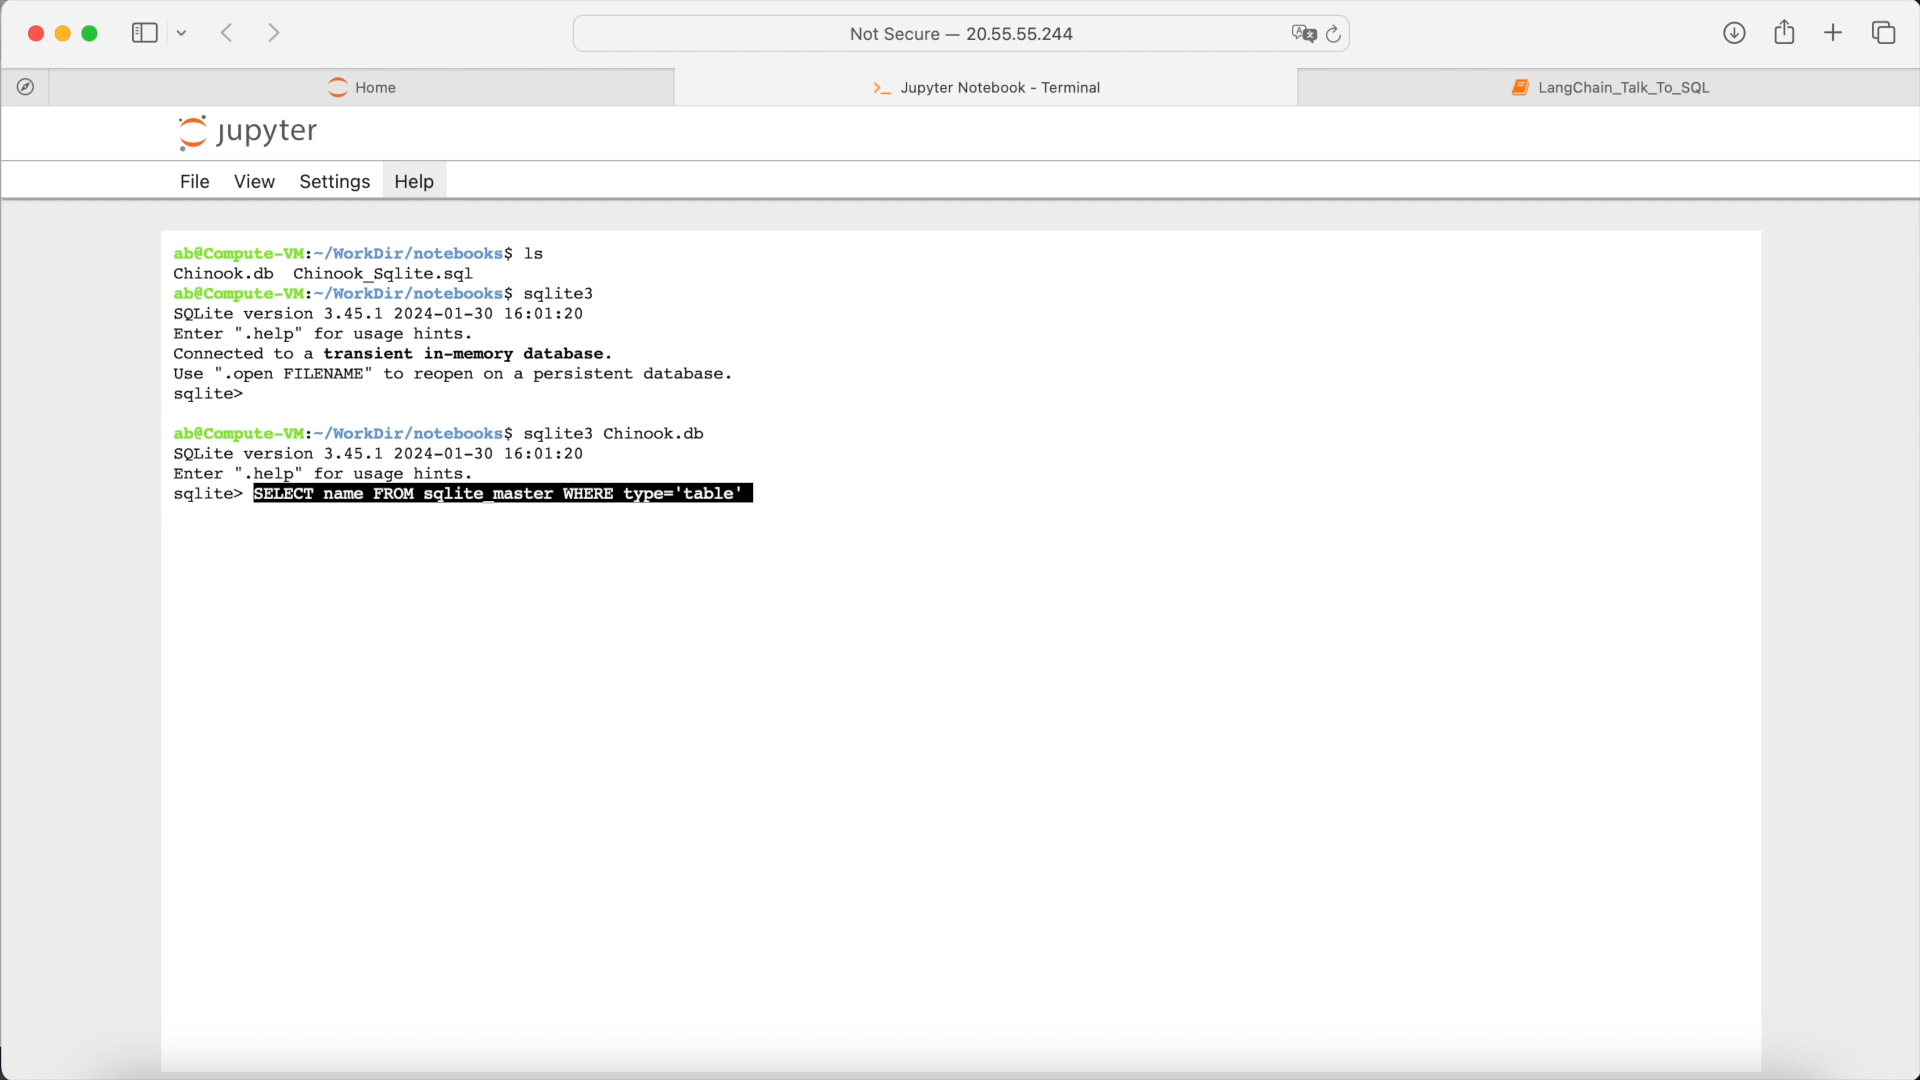 Not Secure — 20.55.55.244
Home
Jupyter Notebook - Terminal
LangChain_Talk_To_SQL
jupyter
File View Settings Help
ab@Compute-VM:~/WorkDir/notebooks$ ls
Chinook.db  Chinook_Sqlite.sql
ab@Compute-VM:~/WorkDir/notebooks$ sqlite3
SQLite version 3.45.1 2024-01-30 16:01:20
Enter ".help" for usage hints.
Connected to a transient in-memory database.
Use ".open FILENAME" to reopen on a persistent database.
sqlite>
ab@Compute-VM:~/WorkDir/notebooks$ sqlite3 Chinook.db
SQLite version 3.45.1 2024-01-30 16:01:20
Enter ".help" for usage hints.
sqlite> SELECT name FROM sqlite_master WHERE type='table'